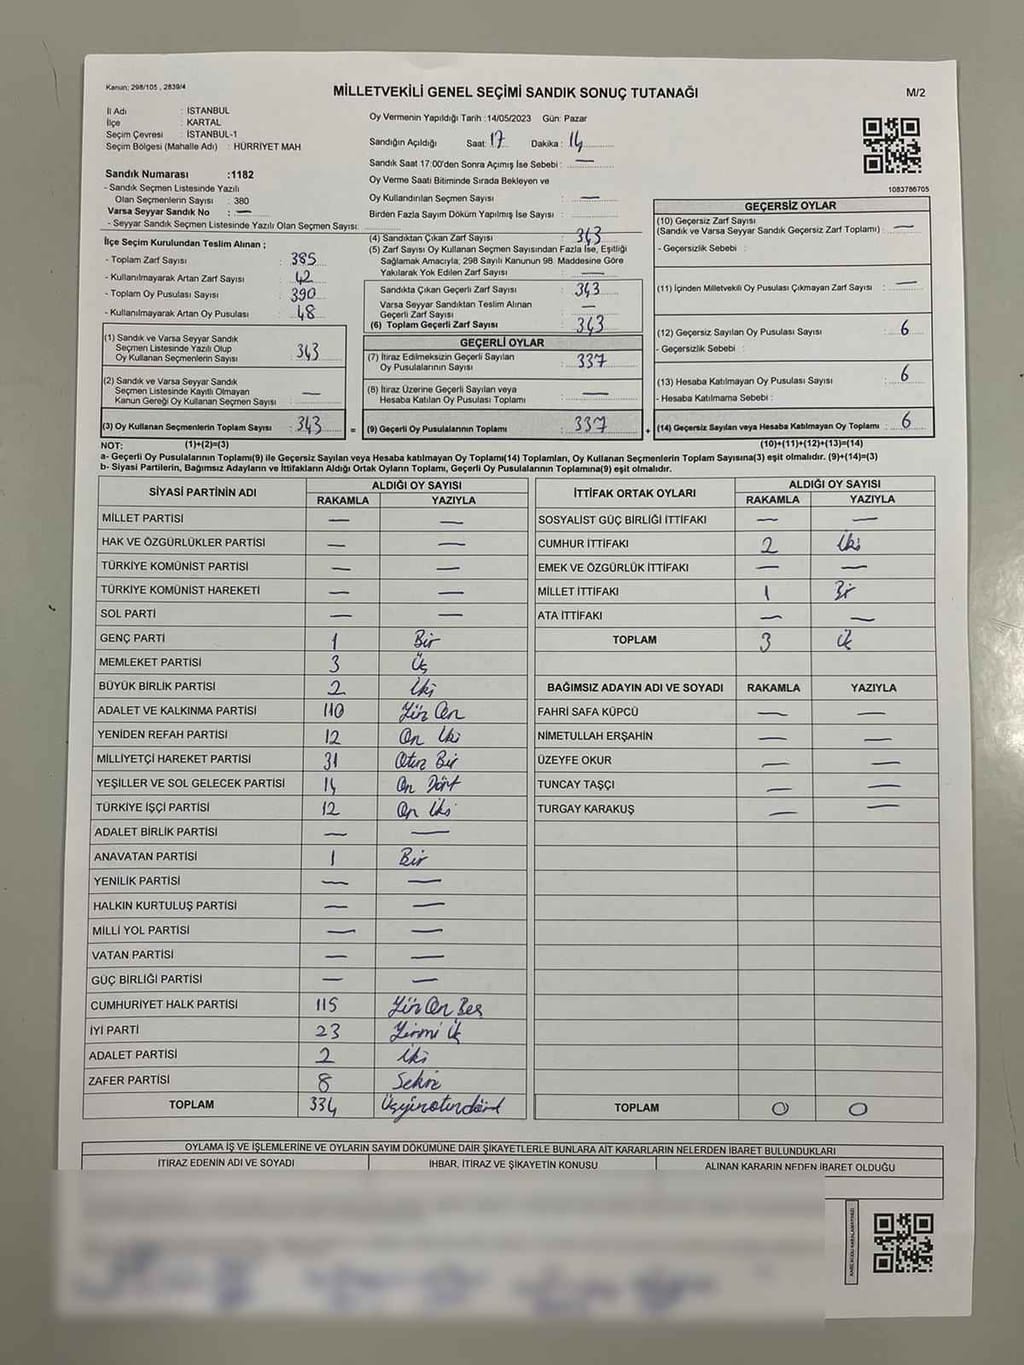 Kanun; 298/105 , 2839/4
MİLLETVEKİLİ GENEL SEÇİMİ SANDIK SONUÇ TUTANAĞI
M/2
İl Adı : İSTANBUL
İlçe : KARTAL
Seçim Çevresi : İSTANBUL-1
Seçim Bölgesi (Mahalle Adı) : HÜRRİYET MAH
Oy Vermenin Yapıldığı Tarih :14/05/2023 Gün: Pazar
Sandığın Açıldığı Saat: 17 Dakika: 14
Sandık Saat 17:00'den Sonra Açımış İse Sebebi : —
Oy Verme Saati Bitiminde Sırada Bekleyen ve
Oy Kullandırılan Seçmen Sayısı : —
Birden Fazla Sayım Döküm Yapılmış İse Sayısı :
1083786705
Sandık Numarası :1182
- Sandık Seçmen Listesinde Yazılı
Olan Seçmenlerin Sayısı : 380
Varsa Seyyar Sandık No : —
- Seyyar Sandık Seçmen Listesinde Yazılı Olan Seçmen Sayısı:
İlçe Seçim Kurulundan Teslim Alınan ;
- Toplam Zarf Sayısı : 385
- Kullanılmayarak Artan Zarf Sayısı : 42
- Toplam Oy Pusulası Sayısı : 390
- Kullanılmayarak Artan Oy Pusulası : 48
(1) Sandık ve Varsa Seyyar Sandık
Seçmen Listesinde Yazılı Olup
Oy Kullanan Seçmenlerin Sayısı : 343
(2) Sandık ve Varsa Seyyar Sandık
Seçmen Listesinde Kayıtlı Olmayan
Kanun Gereği Oy Kullanan Seçmen Sayısı : —
(3) Oy Kullanan Seçmenlerin Toplam Sayısı : 343 =
(4) Sandıktan Çıkan Zarf Sayısı : 343
(5) Zarf Sayısı Oy Kullanan Seçmen Sayısından Fazla İse, Eşitliği
Sağlamak Amacıyla; 298 Sayılı Kanunun 98. Maddesine Göre
Yakılarak Yok Edilen Zarf Sayısı : —
Sandıkta Çıkan Geçerli Zarf Sayısı : 343
Varsa Seyyar Sandıktan Teslim Alınan
Geçerli Zarf Sayısı : —
(6) Toplam Geçerli Zarf Sayısı : 343
GEÇERLİ OYLAR
(7) İtiraz Edilmeksizin Geçerli Sayılan
Oy Pusulalarının Sayısı : 337
(8) İtiraz Üzerine Geçerli Sayılan veya
Hesaba Katılan Oy Pusulası Toplamı : —
(9) Geçerli Oy Pusulalarının Toplamı : 337 +
GEÇERSİZ OYLAR
(10) Geçersiz Zarf Sayısı
(Sandık ve Varsa Seyyar Sandık Geçersiz Zarf Toplamı) : —
- Geçersizlik Sebebi :
(11) İçinden Milletvekili Oy Pusulası Çıkmayan Zarf Sayısı : —
(12) Geçersiz Sayılan Oy Pusulası Sayısı : 6
- Geçersizlik Sebebi :
(13) Hesaba Katılmayan Oy Pusulası Sayısı : 6
- Hesaba Katılmama Sebebi :
(14) Geçersiz Sayılan veya Hesaba Katılmayan Oy Toplamı : 6
NOT: (1)+(2)=(3) (10)+(11)+(12)+(13)=(14)
a- Geçerli Oy Pusulalarının Toplamı(9) ile Geçersiz Sayılan veya Hesaba Katılmayan Oy Toplamı(14) Toplamları, Oy Kullanan Seçmenlerin Toplam Sayısına(3) eşit olmalıdır. (9)+(14)=(3)
b- Siyasi Partilerin, Bağımsız Adayların ve İttifakların Aldığı Ortak Oyların Toplamı, Geçerli Oy Pusulalarının Toplamına(9) eşit olmalıdır.
SİYASİ PARTİNİN ADI ALDIĞI OY SAYISI
RAKAMLA YAZIYLA
MİLLET PARTİSİ — —
HAK VE ÖZGÜRLÜKLER PARTİSİ — —
TÜRKİYE KOMÜNİST PARTİSİ — —
TÜRKİYE KOMÜNİST HAREKETİ — —
SOL PARTİ — —
GENÇ PARTİ 1 Bir
MEMLEKET PARTİSİ 3 Üç
BÜYÜK BİRLİK PARTİSİ 2 İki
ADALET VE KALKINMA PARTİSİ 110 Yüz On
YENİDEN REFAH PARTİSİ 12 On İki
MİLLİYETÇİ HAREKET PARTİSİ 31 Otuz Bir
YEŞİLLER VE SOL GELECEK PARTİSİ 14 On Dört
TÜRKİYE İŞÇİ PARTİSİ 12 On İki
ADALET BİRLİK PARTİSİ — —
ANAVATAN PARTİSİ 1 Bir
YENİLİK PARTİSİ — —
HALKIN KURTULUŞ PARTİSİ — —
MİLLİ YOL PARTİSİ — —
VATAN PARTİSİ — —
GÜÇ BİRLİĞİ PARTİSİ — —
CUMHURİYET HALK PARTİSİ 115 Yüz On Beş
İYİ PARTİ 23 Yirmi Üç
ADALET PARTİSİ 2 İki
ZAFER PARTİSİ 8 Sekiz
TOPLAM 334 Üçyüzotuzdört
İTTİFAK ORTAK OYLARI ALDIĞI OY SAYISI
RAKAMLA YAZIYLA
SOSYALİST GÜÇ BİRLİĞİ İTTİFAKI — —
CUMHUR İTTİFAKI 2 İki
EMEK VE ÖZGÜRLÜK İTTİFAKI — —
MİLLET İTTİFAKI 1 Bir
ATA İTTİFAKI — —
TOPLAM 3 Üç
BAĞIMSIZ ADAYIN ADI VE SOYADI RAKAMLA YAZIYLA
FAHRİ SAFA KÜPCÜ — —
NİMETULLAH ERŞAHİN — —
ÜZEYFE OKUR — —
TUNCAY TAŞÇI — —
TURGAY KARAKUŞ — —
TOPLAM 0 0
OYLAMA İŞ VE İŞLEMLERİNE VE OYLARIN SAYIM DÖKÜMÜNE DAİR ŞİKAYETLERLE BUNLARA AİT KARARLARIN NELERDEN İBARET BULUNDUKLARI
İTİRAZ EDENİN ADI VE SOYADI İHBAR, İTİRAZ VE ŞİKAYETİN KONUSU ALINAN KARARIN NEDEN İBARET OLDUĞU